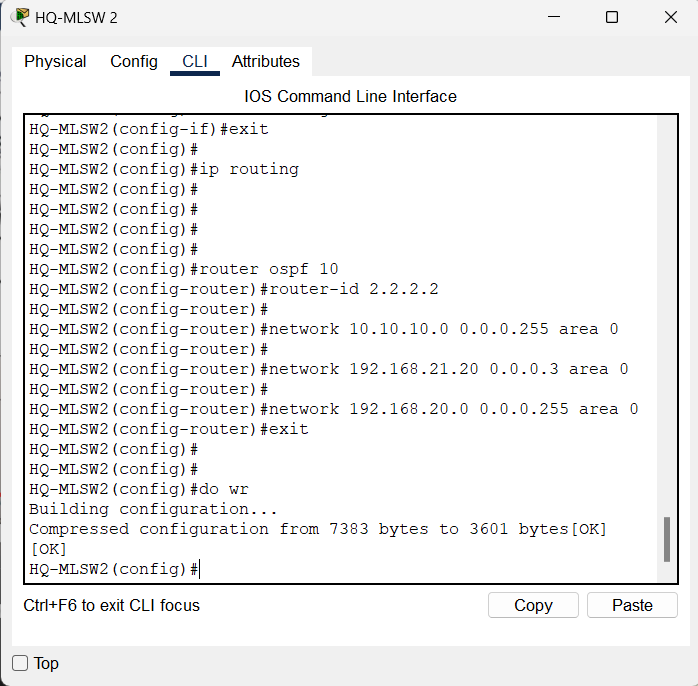 HQ-MLSW 2
Physical Config CLI Attributes
IOS Command Line Interface
HQ-MLSW2(config-if)#exit
HQ-MLSW2(config)#
HQ-MLSW2(config)#ip routing
HQ-MLSW2(config)#
HQ-MLSW2(config)#
HQ-MLSW2(config)#
HQ-MLSW2(config)#
HQ-MLSW2(config)#router ospf 10
HQ-MLSW2(config-router)#router-id 2.2.2.2
HQ-MLSW2(config-router)#
HQ-MLSW2(config-router)#network 10.10.10.0 0.0.0.255 area 0
HQ-MLSW2(config-router)#
HQ-MLSW2(config-router)#network 192.168.21.20 0.0.0.3 area 0
HQ-MLSW2(config-router)#
HQ-MLSW2(config-router)#network 192.168.20.0 0.0.0.255 area 0
HQ-MLSW2(config-router)#exit
HQ-MLSW2(config)#
HQ-MLSW2(config)#
HQ-MLSW2(config)#do wr
Building configuration...
Compressed configuration from 7383 bytes to 3601 bytes[OK]
[OK]
HQ-MLSW2(config)#
Ctrl+F6 to exit CLI focus
Copy Paste
Top